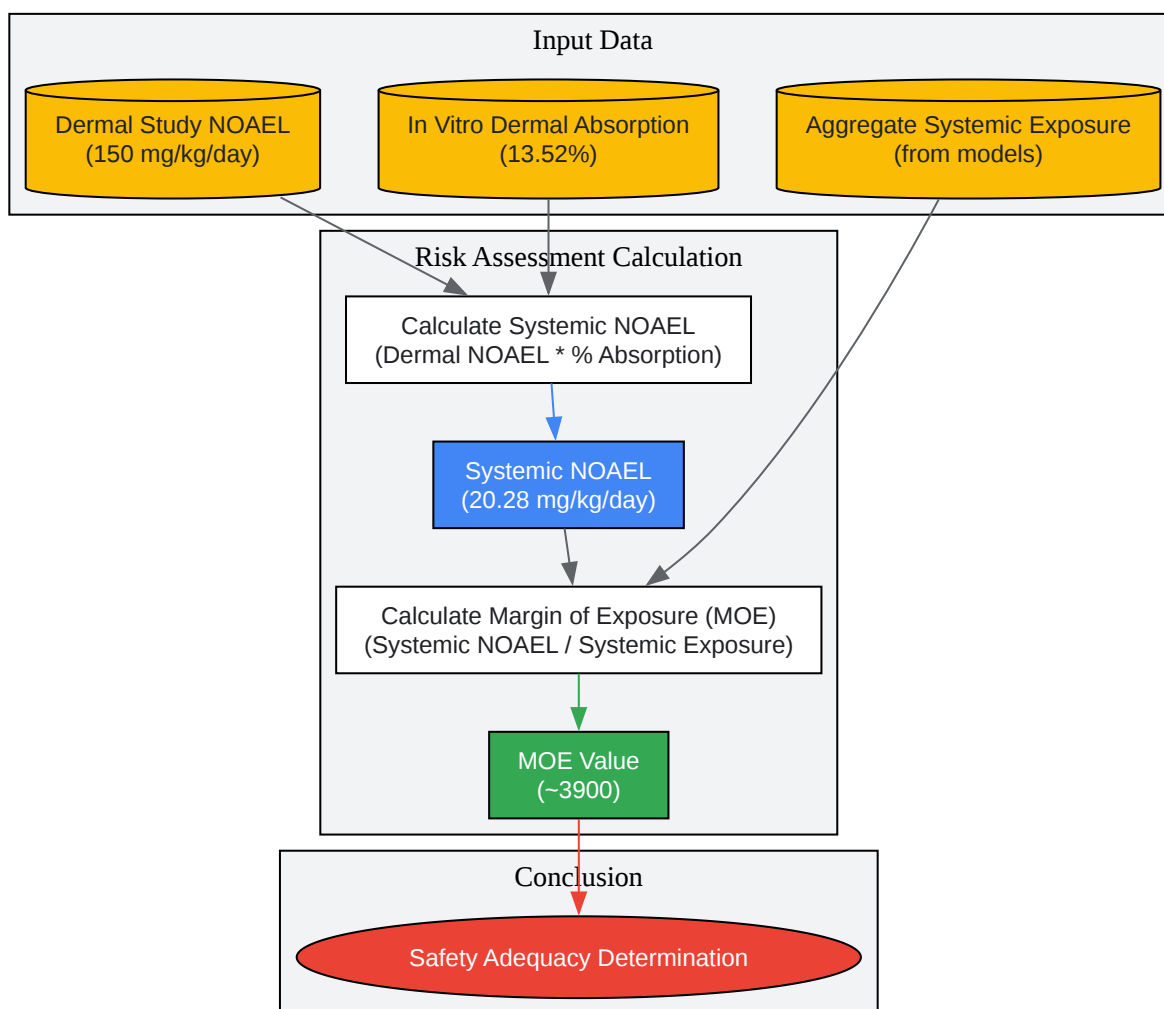 Input Data
Dermal Study NOAEL
(150 mg/kg/day)
In Vitro Dermal Absorption
(13.52%)
Aggregate Systemic Exposure
(from models)
Risk Assessment Calculation
Calculate Systemic NOAEL
(Dermal NOAEL * % Absorption)
Systemic NOAEL
(20.28 mg/kg/day)
Calculate Margin of Exposure (MOE)
(Systemic NOAEL / Systemic Exposure)
MOE Value
(~3900)
Conclusion
Safety Adequacy Determination